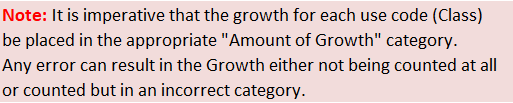 Note: It is imperative that the growth for each use code (Class)
be placed in the appropriate "Amount of Growth" category.
Any error can result in the Growth either not being counted at all
or counted but in an incorrect category.